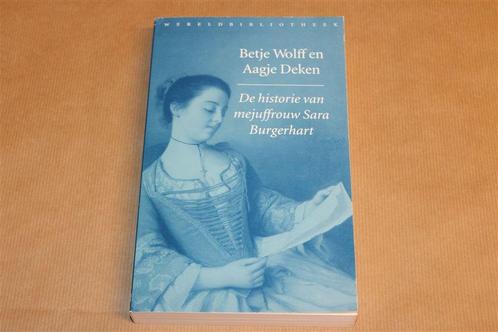 WERELDBIBLIOTHEEK
Betje Wolff en
Aagje Deken
De historie van
mejuffrouw Sara
Burgerhart